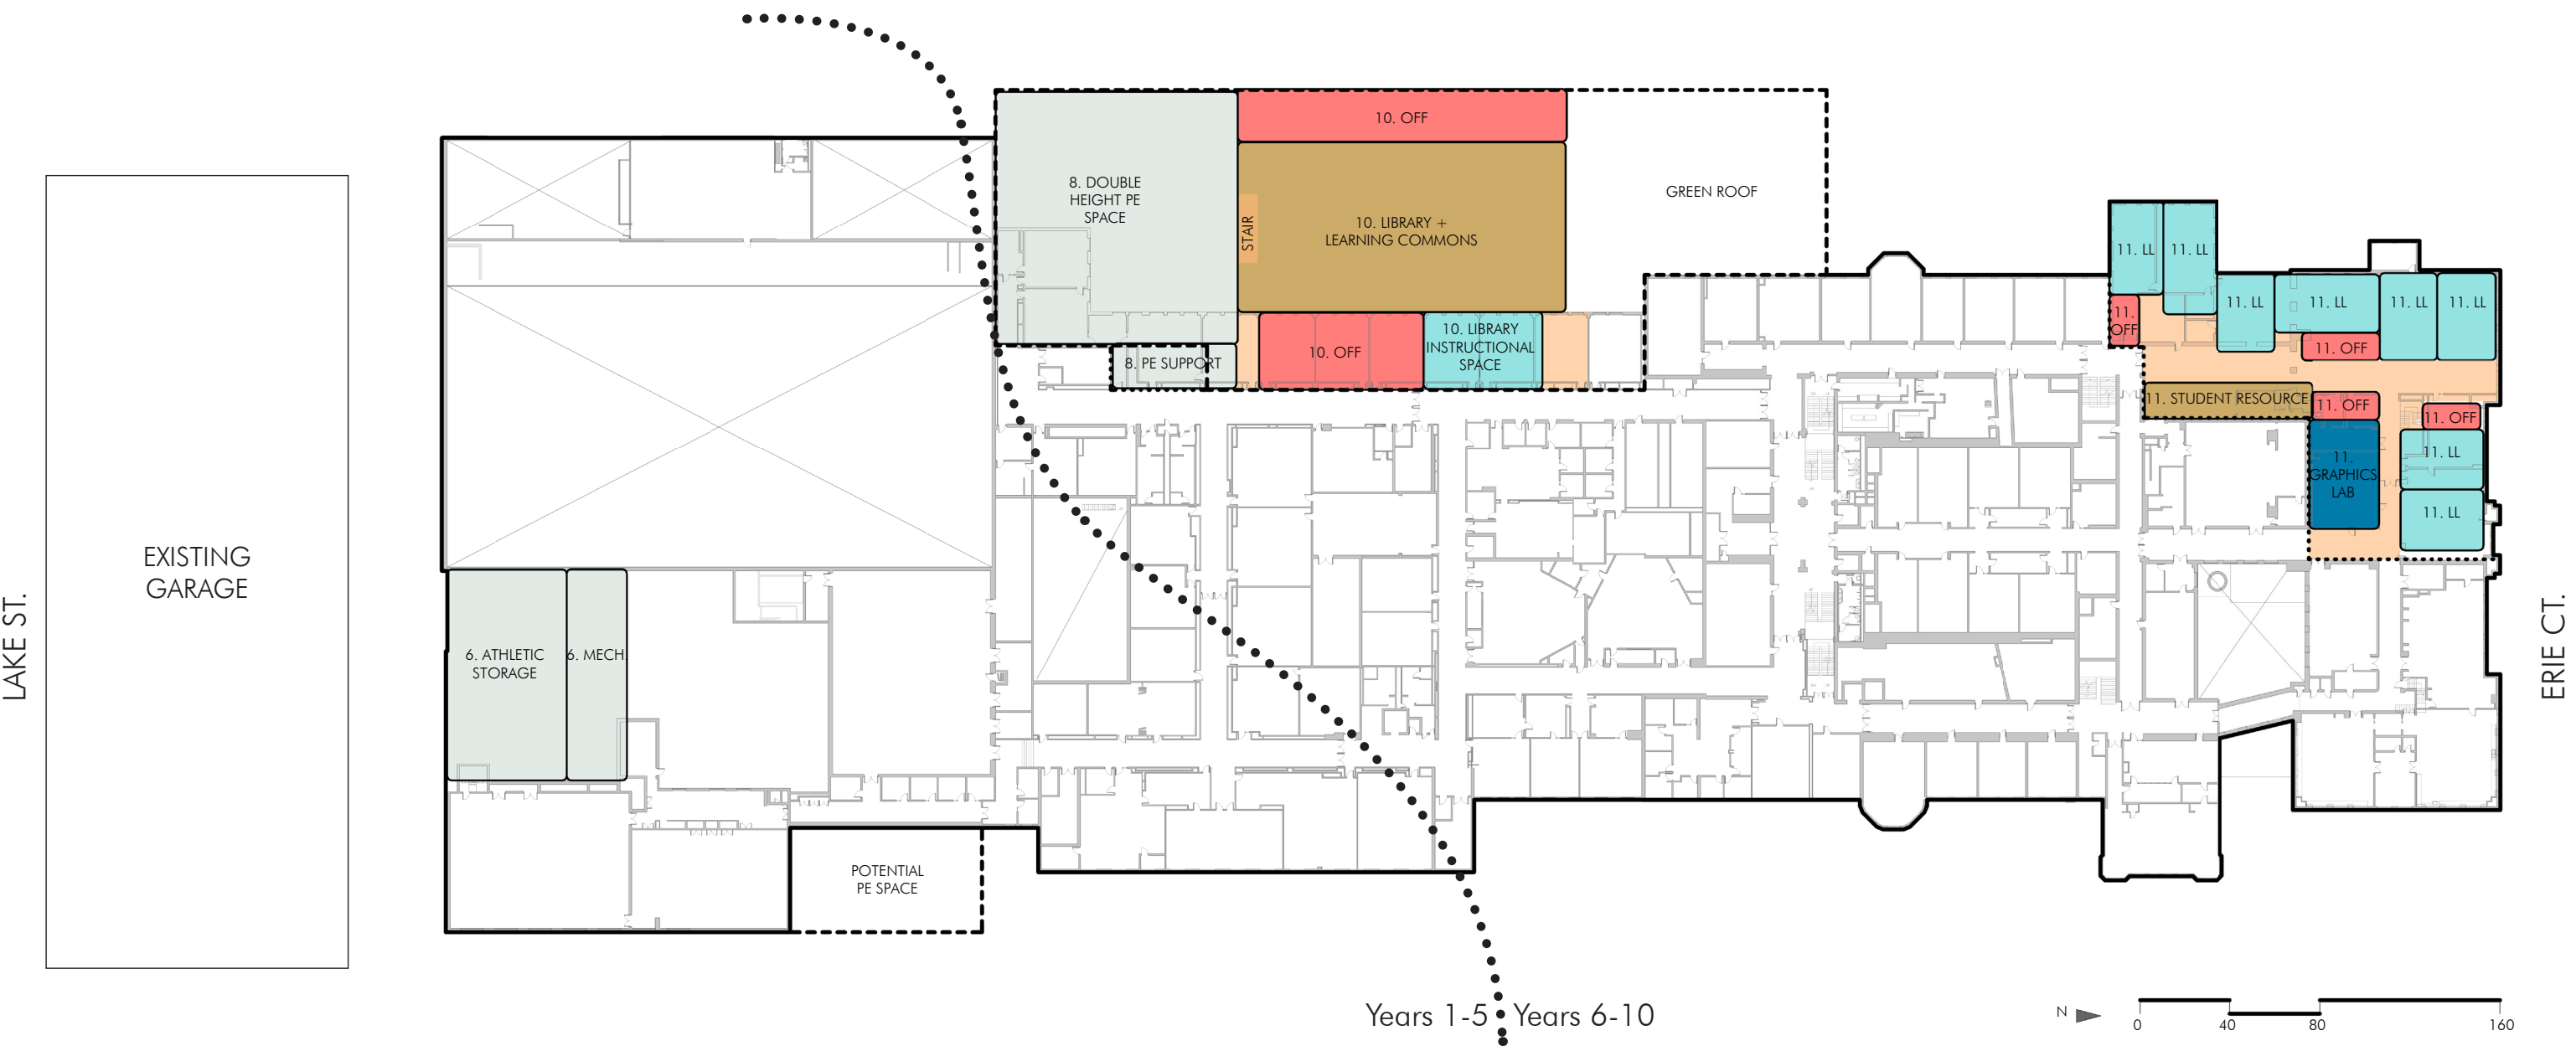 LAKE ST.
EXISTING
GARAGE
6. ATHLETIC
STORAGE
6. MECH.
POTENTIAL
PE SPACE
8. DOUBLE
HEIGHT PE
SPACE
8. PE SUPPORT
STAIR
10. OFF
10. LIBRARY +
LEARNING COMMONS
10. OFF
10. LIBRARY
INSTRUCTIONAL
SPACE
GREEN ROOF
11. LL
11. LL
11.
OFF
11. LL
11. LL
11. LL
11. LL
11. OFF
11. STUDENT RESOURCE
11. OFF
11. OFF
11.
GRAPHICS
LAB
11. LL
11. LL
ERIE CT.
Years 1-5
Years 6-10
N
0
40
80
160